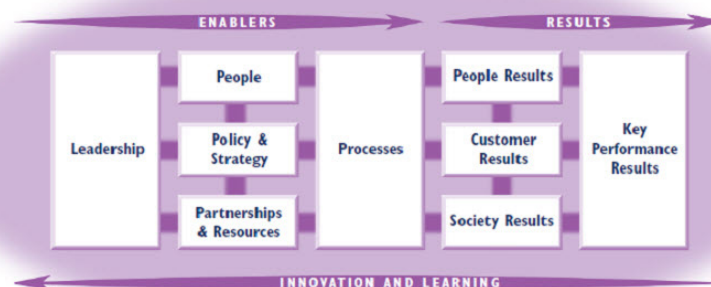 ENABLERS
RESULTS
Leadership
People
Policy &
Strategy
Partnerships
& Resources
Processes
People Results
Customer
Results
Society Results
Key
Performance
Results
INNOVATION AND LEARNING